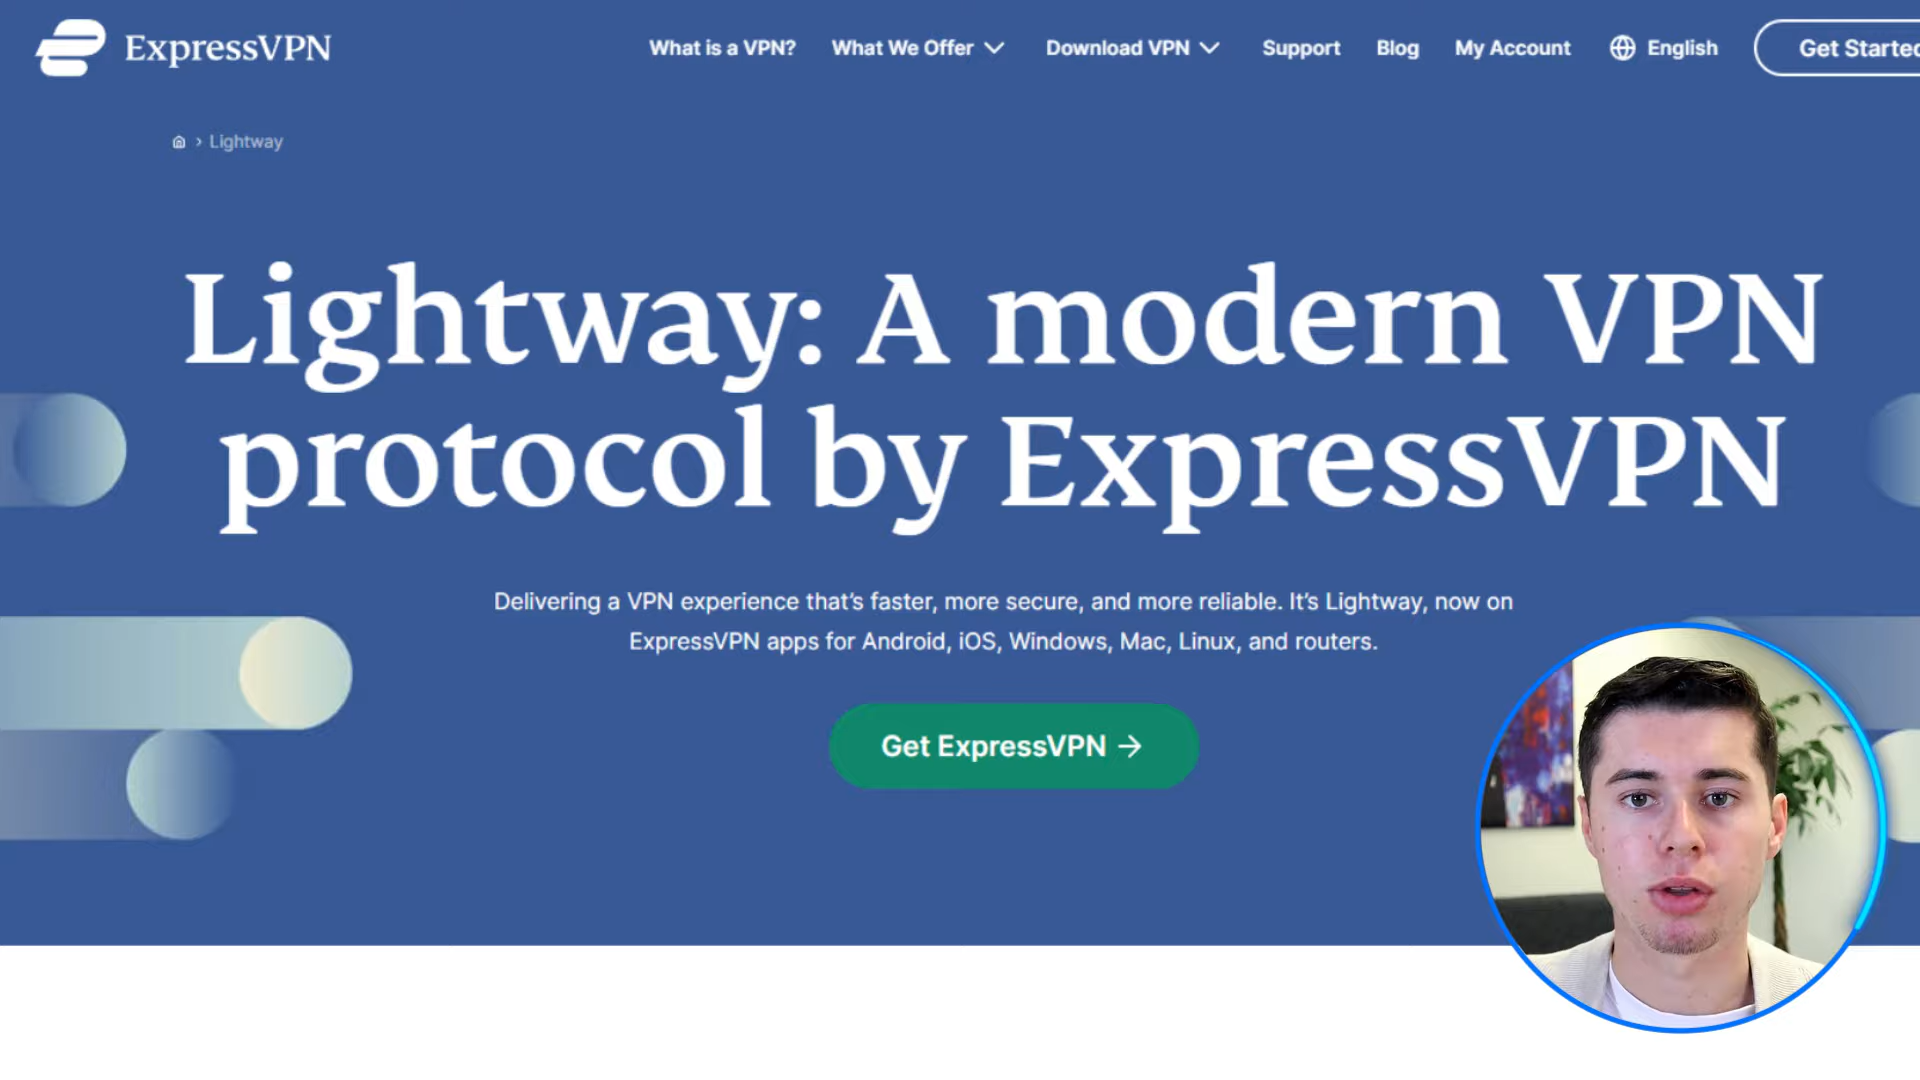 ExpressVPN
What is a VPN?
What We Offer
Download VPN
Support
Blog
My Account
English
Get Started
Lightway
Lightway: A modern VPN
protocol by ExpressVPN
Delivering a VPN experience that's faster, more secure, and more reliable. It's Lightway, now on
ExpressVPN apps for Android, iOS, Windows, Mac, Linux, and routers.
Get ExpressVPN